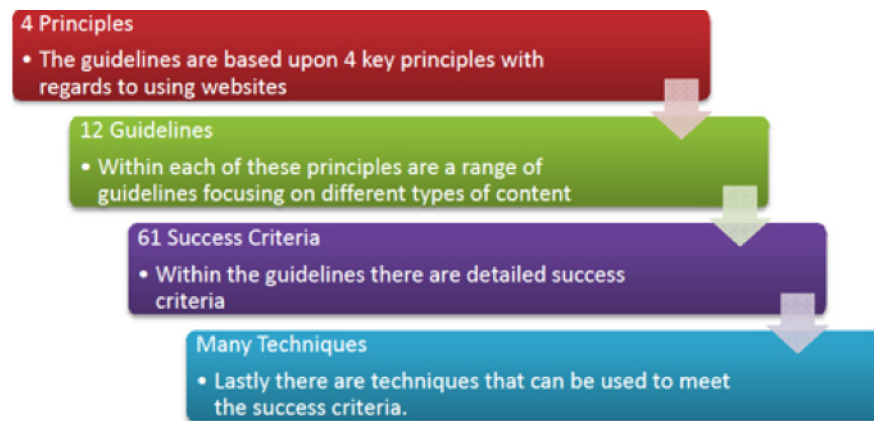 4 Principles
• The guidelines are based upon 4 key principles with
regards to using websites
12 Guidelines
• Within each of these principles are a range of
guidelines focusing on different types of content
61 Success Criteria
• Within the guidelines there are detailed success
criteria
Many Techniques
• Lastly there are techniques that can be used to meet
the success criteria.